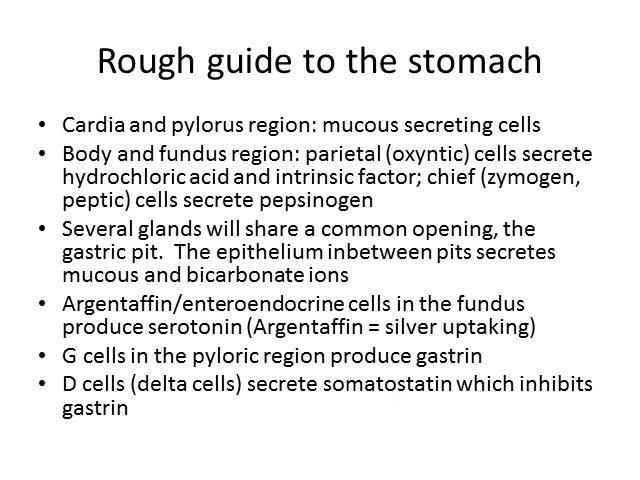 Rough guide to the stomach
• Cardia and pylorus region: mucous secreting cells
• Body and fundus region: parietal (oxyntic) cells secrete
hydrochloric acid and intrinsic factor; chief (zymogen,
peptic) cells secrete pepsinogen
• Several glands will share a common opening, the
gastric pit.  The epithelium inbetween pits secretes
mucous and bicarbonate ions
• Argentaffin/enteroendocrine cells in the fundus
produce serotonin (Argentaffin = silver uptaking)
• G cells in the pyloric region produce gastrin
• D cells (delta cells) secrete somatostatin which inhibits
gastrin